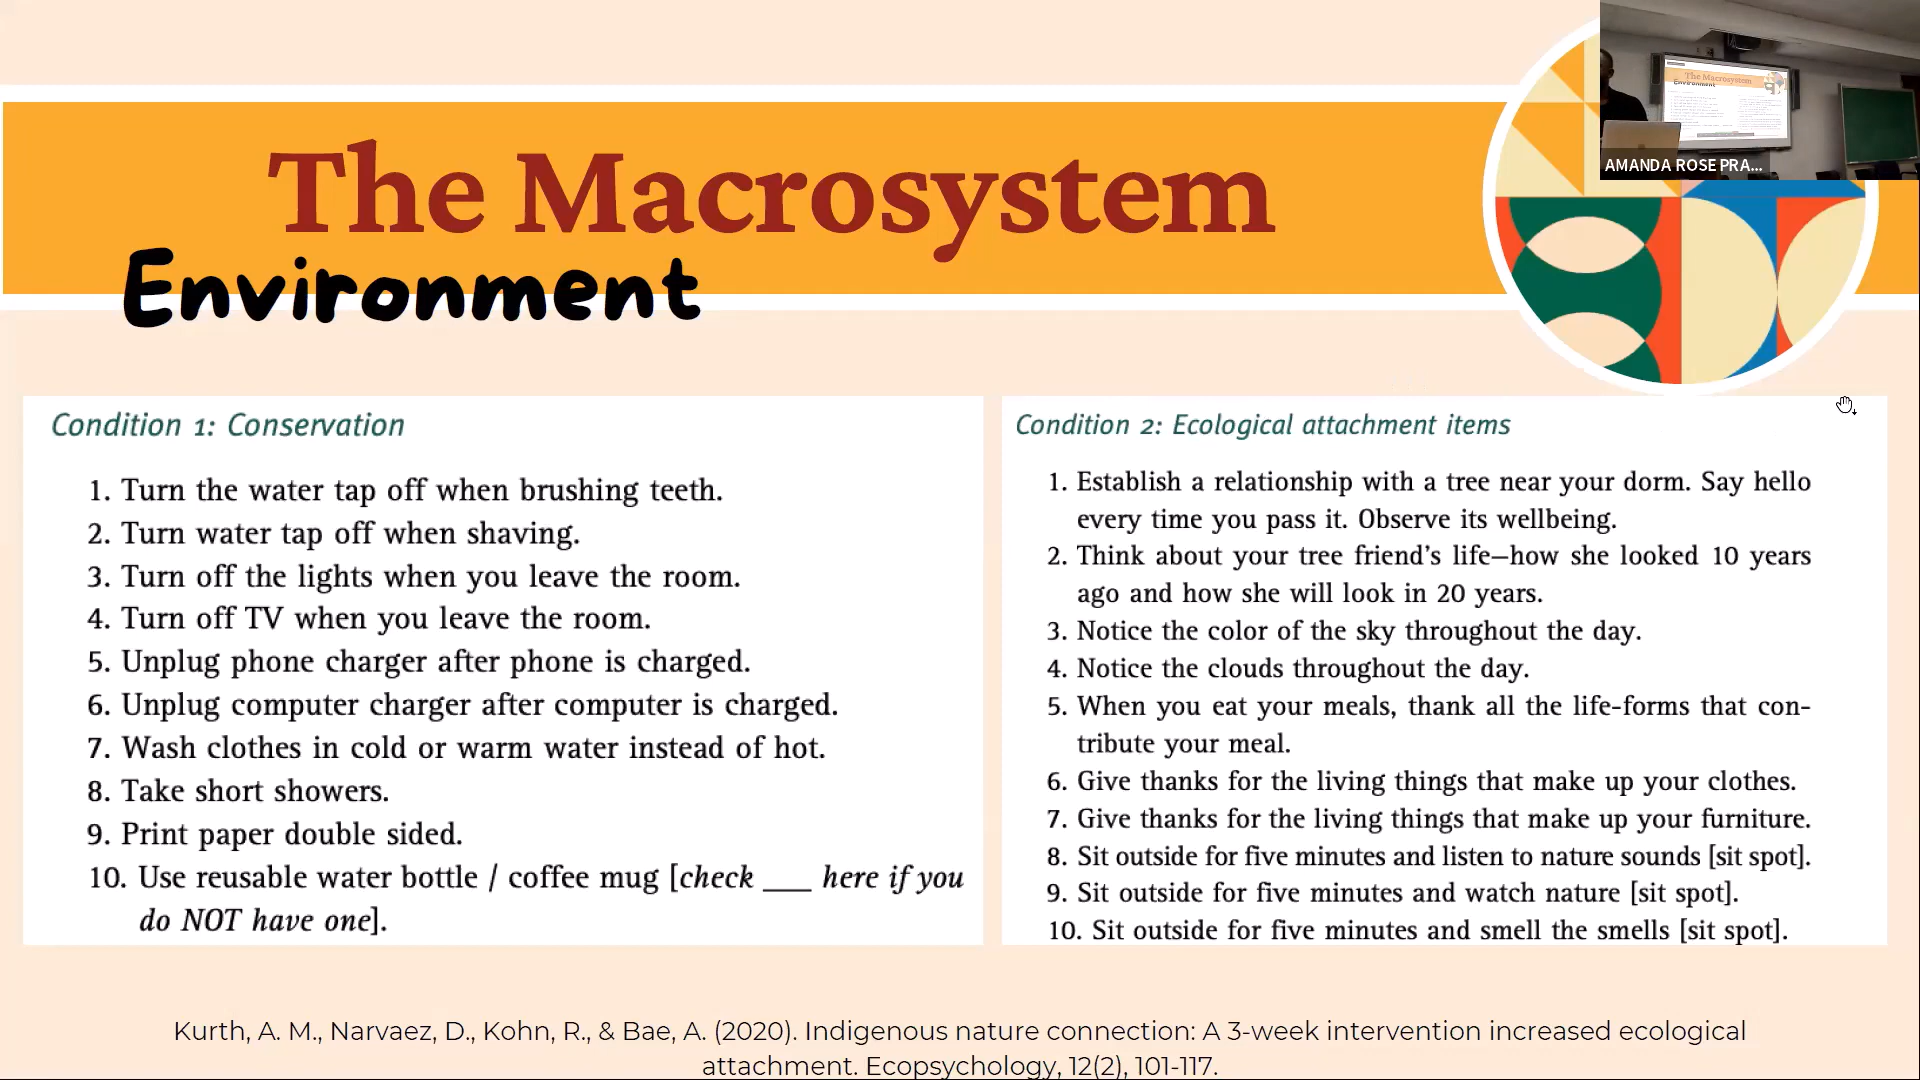 The Macrosystem
Environment
AMANDA ROSE PRA...
The Macrosystem
Environment
Condition 1: Conservation
1. Turn the water tap off when brushing teeth.
2. Turn water tap off when shaving.
3. Turn off the lights when you leave the room.
4. Turn off TV when you leave the room.
5. Unplug phone charger after phone is charged.
6. Unplug computer charger after computer is charged.
7. Wash clothes in cold or warm water instead of hot.
8. Take short showers.
9. Print paper double sided.
10. Use reusable water bottle / coffee mug [check ___ here if you
do NOT have one].
Condition 2: Ecological attachment items
1. Establish a relationship with a tree near your dorm. Say hello
every time you pass it. Observe its wellbeing.
2. Think about your tree friend's life—how she looked 10 years
ago and how she will look in 20 years.
3. Notice the color of the sky throughout the day.
4. Notice the clouds throughout the day.
5. When you eat your meals, thank all the life-forms that con-
tribute your meal.
6. Give thanks for the living things that make up your clothes.
7. Give thanks for the living things that make up your furniture.
8. Sit outside for five minutes and listen to nature sounds [sit spot].
9. Sit outside for five minutes and watch nature [sit spot].
10. Sit outside for five minutes and smell the smells [sit spot].
Kurth, A. M., Narvaez, D., Kohn, R., & Bae, A. (2020). Indigenous nature connection: A 3-week intervention increased ecological
attachment. Ecopsychology, 12(2), 101-117.